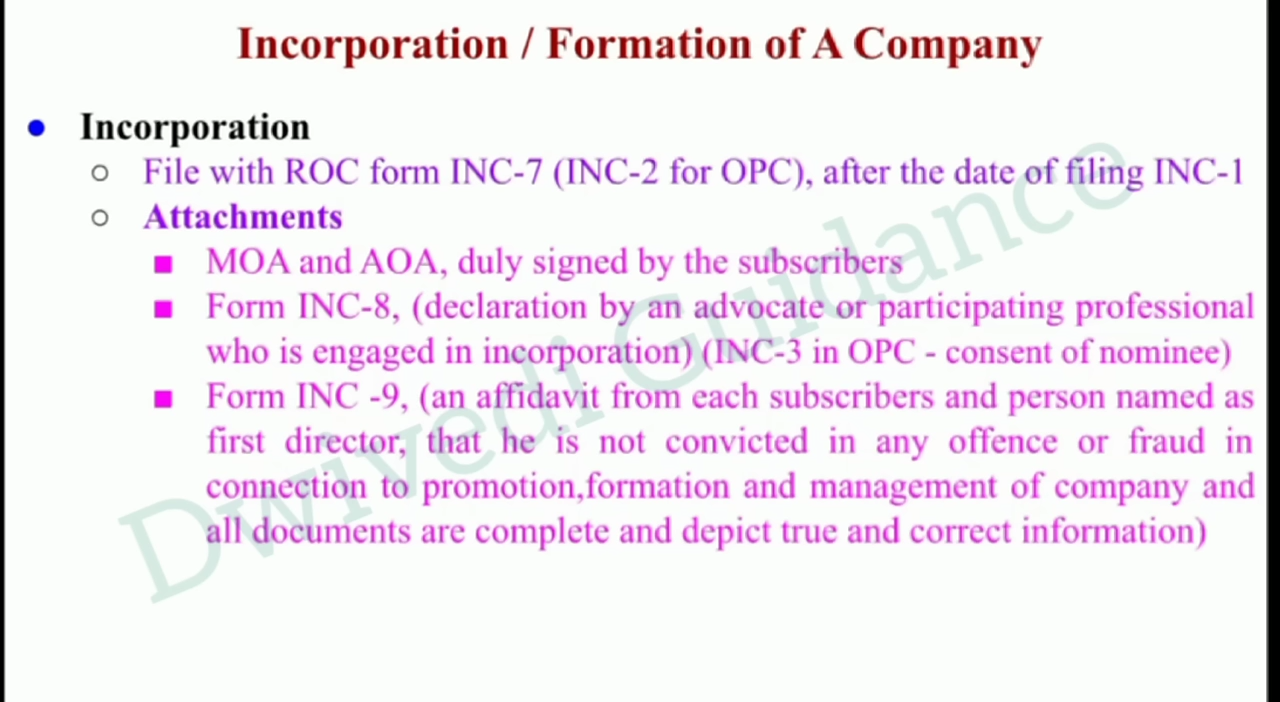 Incorporation / Formation of A Company
Incorporation
File with ROC form INC-7 (INC-2 for OPC), after the date of filing INC-1
Attachments
MOA and AOA, duly signed by the subscribers
Form INC-8, (declaration by an advocate or participating professional
who is engaged in incorporation) (INC-3 in OPC - consent of nominee)
Form INC -9, (an affidavit from each subscribers and person named as
first director, that he is not convicted in any offence or fraud in
connection to promotion,formation and management of company and
all documents are complete and depict true and correct information)
Dwivedi Guidance